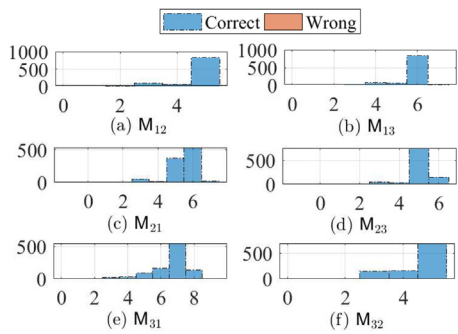 Correct Wrong
1000
500
0
0 2 4
(a) M12
1000
500
0
0 2 4 6
(b) M13
500
0
0 2 4 6
(c) M21
500
0
0 2 4 6
(d) M23
500
0
0 2 4 6 8
(e) M31
500
0
0 2 4
(f) M32